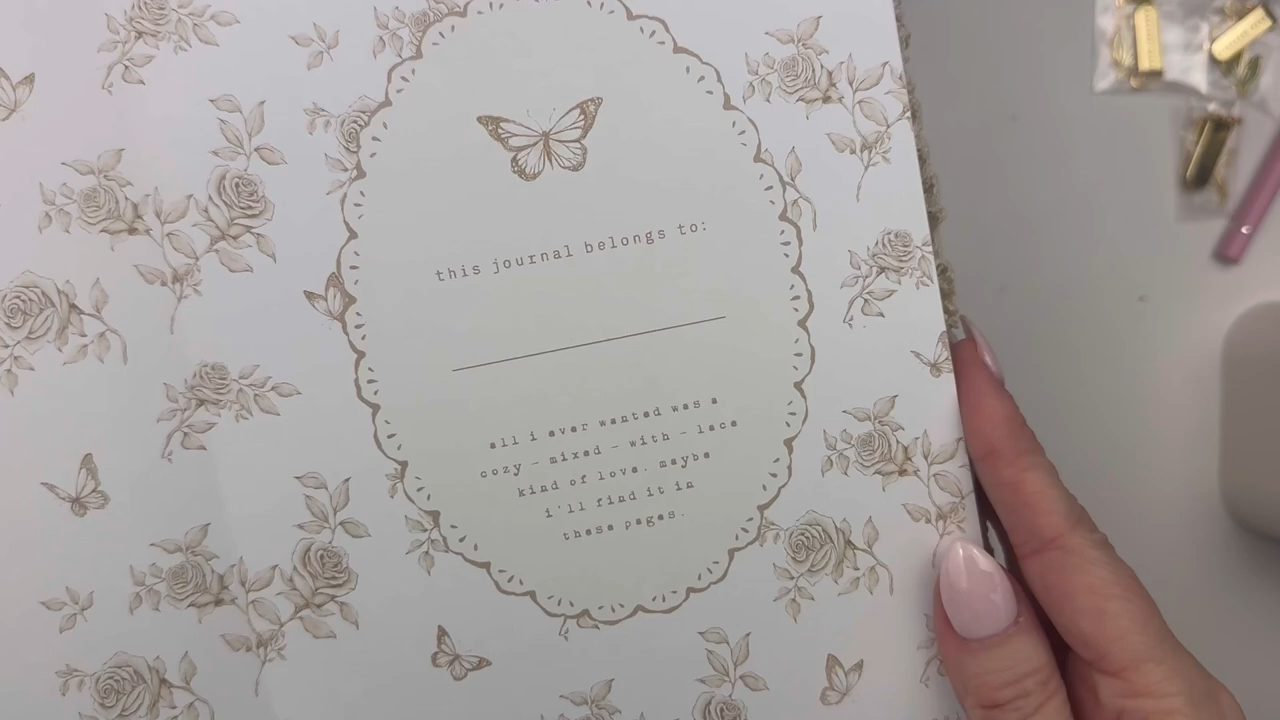 this journal belongs to:
all i ever wanted was a
cozy - mixed - with - lace
kind of love. maybe
i'll find it in
these pages.